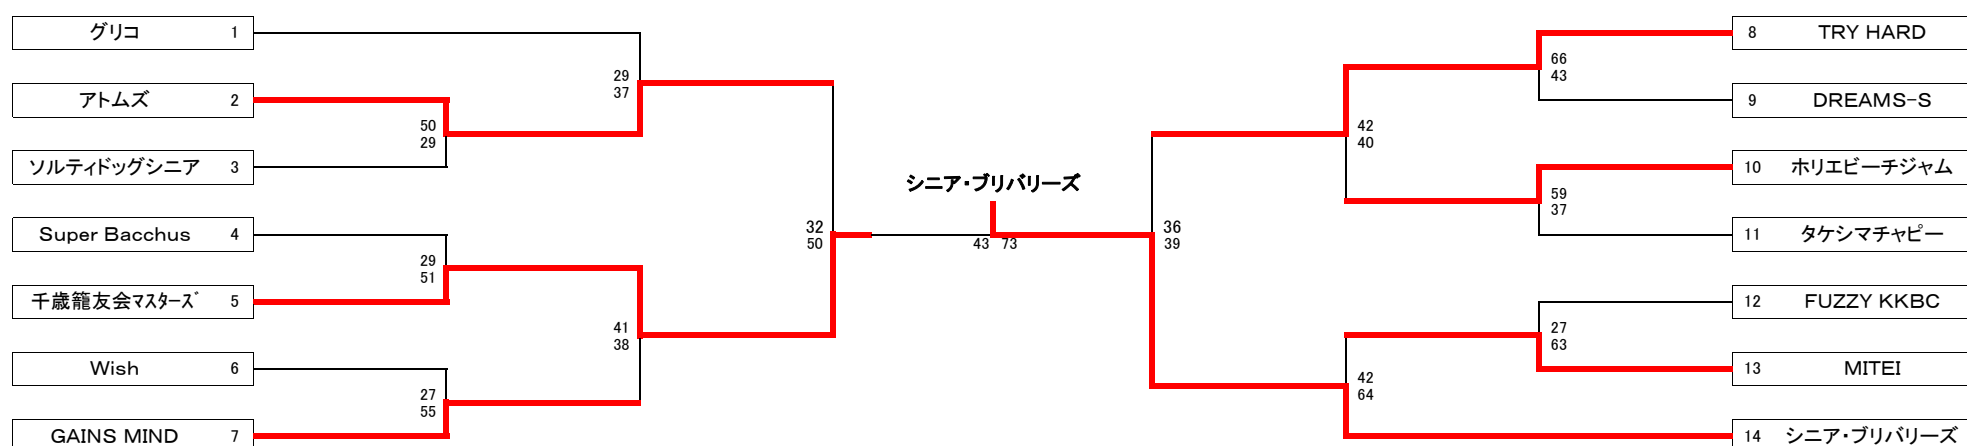 グリコ 1
アトムズ 2
ソルティドッグシニア 3
Super Bacchus 4
千歳籠友会マスターズ 5
Wish 6
GAINS MIND 7
29
37
50
29
29
51
41
38
27
55
32
50
シニア・ブリバリーズ
43 73
36
39
42
40
42
64
66
43
59
37
27
63
8 TRY HARD
9 DREAMS-S
10 ホリエビーチジャム
11 タケシマチャピー
12 FUZZY KKBC
13 MITEI
14 シニア・ブリバリーズ